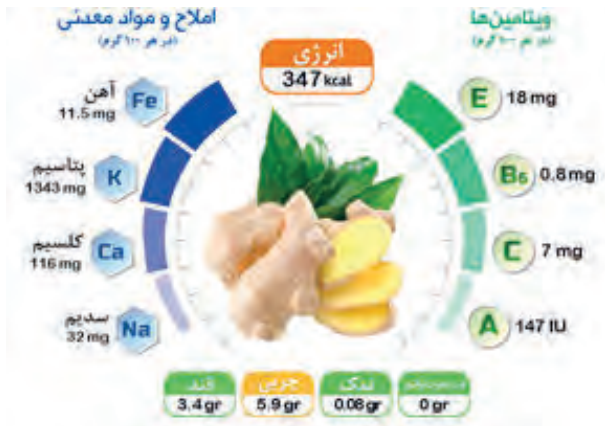 املاح و مواد معدنی
(در هر ۱۰۰ گرم)
ویتامین‌ها
(در هر ۱۰۰ گرم)
انرژی
347 kcal
آهن
11.5 mg
Fe
پتاسیم
1343 mg
K
کلسیم
116 mg
Ca
سدیم
32 mg
Na
E
18 mg
B6
0.8 mg
C
7 mg
A
147 IU
قند
3.4 gr
چربی
5.9 gr
نمک
0.08 gr
0 gr